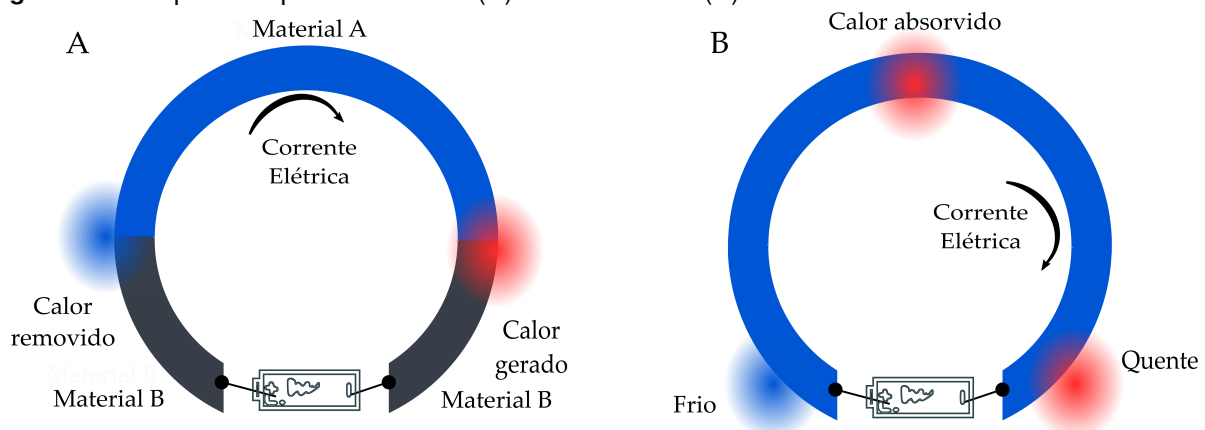 A
Material A
Corrente
Elétrica
Calor
removido
Material B
Calor
gerado
Material B
B
Calor absorvido
Corrente
Elétrica
Frio
Quente